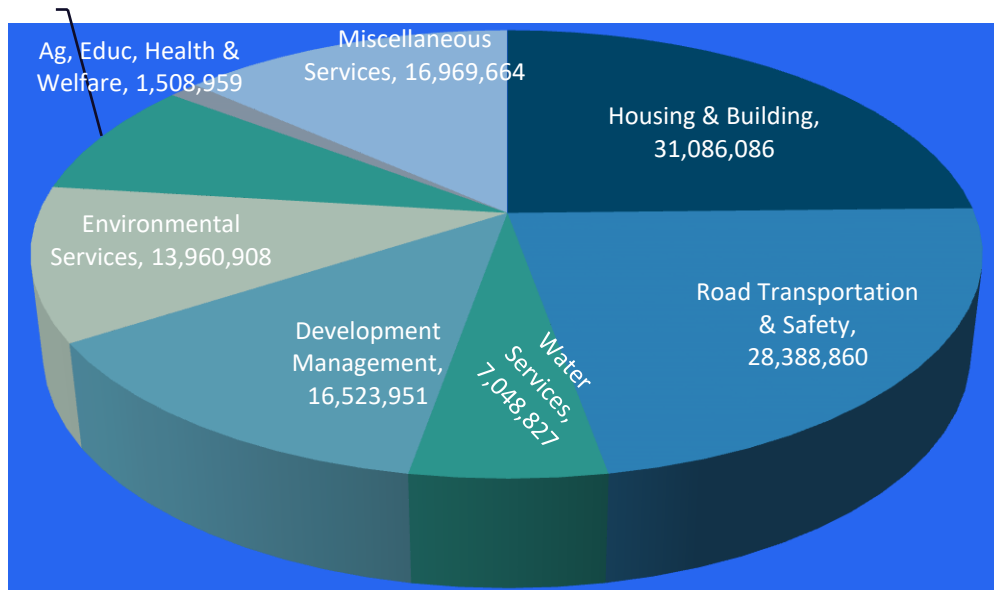 Ag, Educ, Health &
Welfare, 1,508,959
Miscellaneous
Services, 16,969,664
Housing & Building,
31,086,086
Environmental
Services, 13,960,908
Road Transportation
& Safety,
28,388,860
Development
Management,
16,523,951
Water
Services,
7,048,827